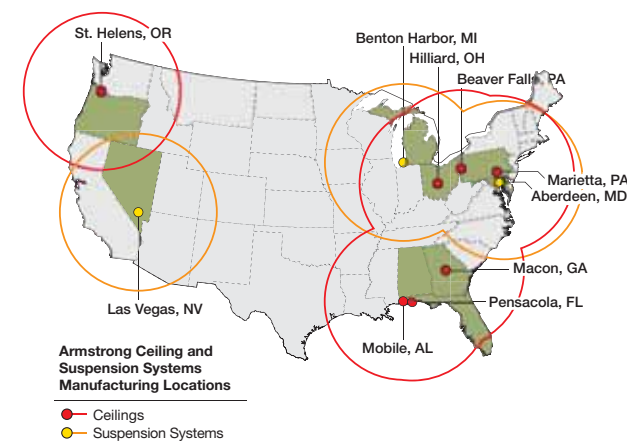 St. Helens, OR
Benton Harbor, MI
Hilliard, OH
Beaver Falls, PA
Marietta, PA
Aberdeen, MD
Macon, GA
Pensacola, FL
Las Vegas, NV
Mobile, AL
Armstrong Ceiling and
Suspension Systems
Manufacturing Locations
Ceilings
Suspension Systems